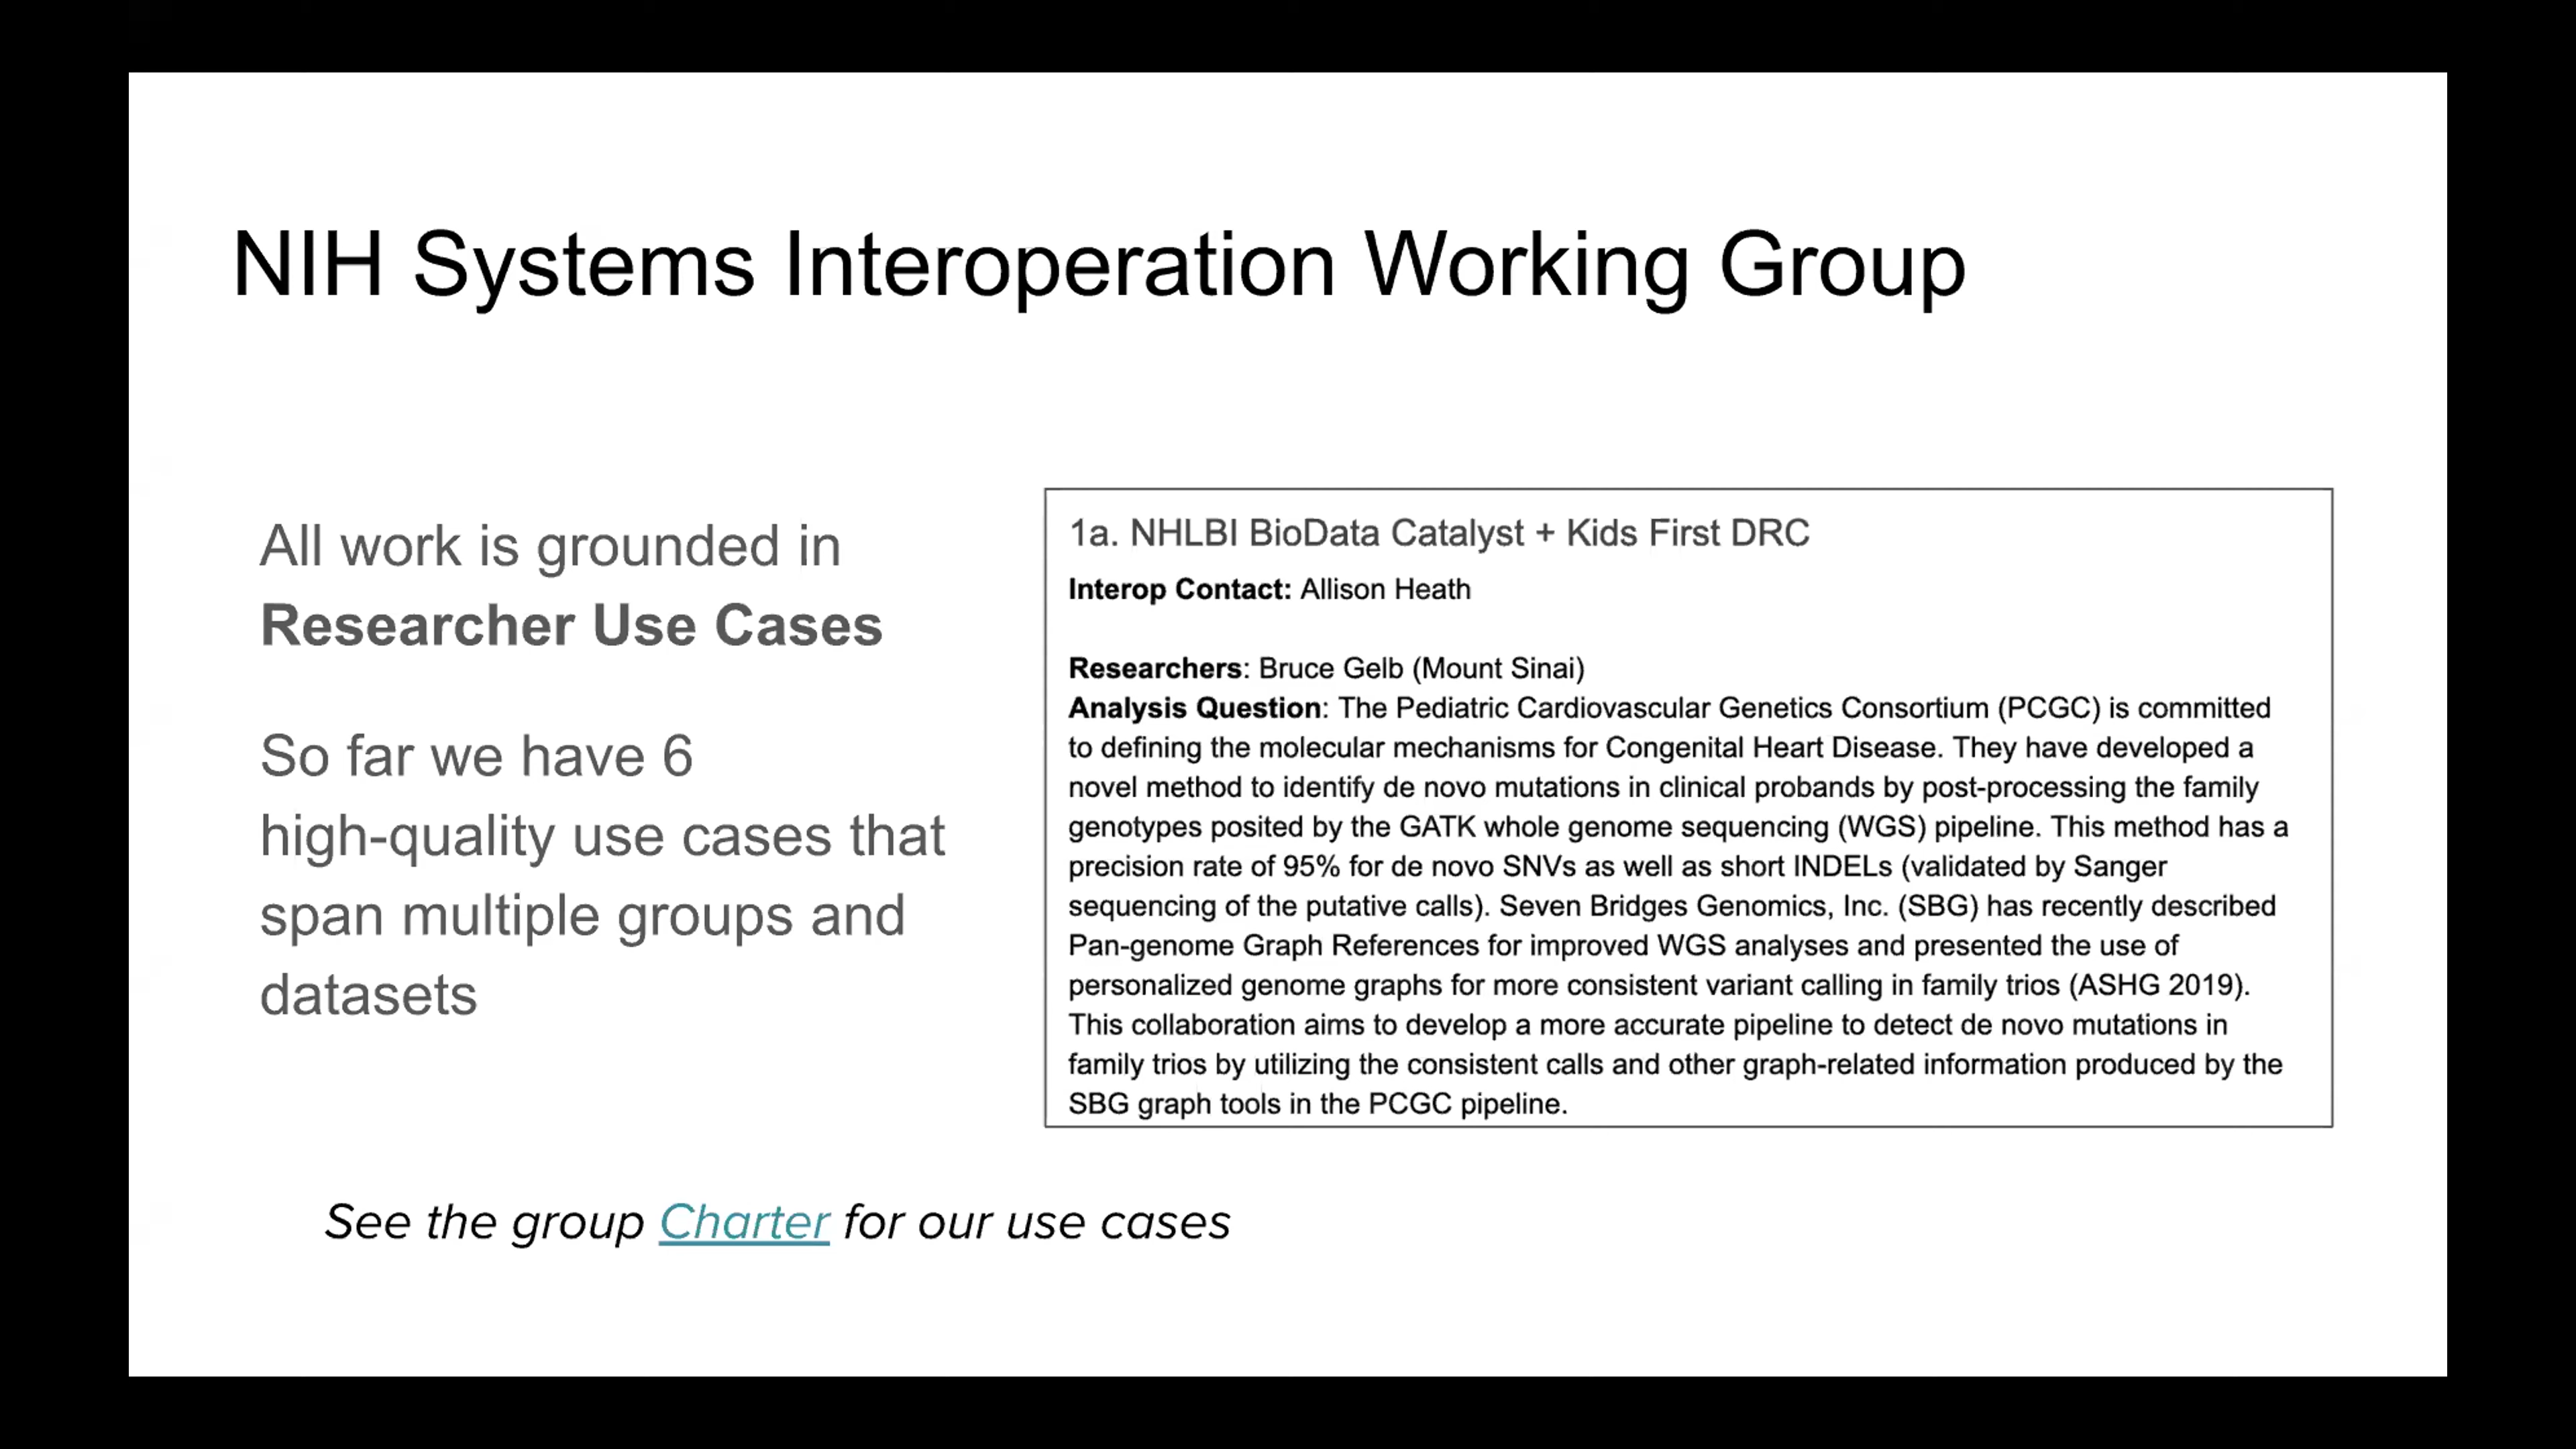 NIH Systems Interoperation Working Group
All work is grounded in
Researcher Use Cases
So far we have 6
high-quality use cases that
span multiple groups and
datasets
1a. NHLBI BioData Catalyst + Kids First DRC
Interop Contact: Allison Heath
Researchers: Bruce Gelb (Mount Sinai)
Analysis Question: The Pediatric Cardiovascular Genetics Consortium (PCGC) is committed
to defining the molecular mechanisms for Congenital Heart Disease. They have developed a
novel method to identify de novo mutations in clinical probands by post-processing the family
genotypes posited by the GATK whole genome sequencing (WGS) pipeline. This method has a
precision rate of 95% for de novo SNVs as well as short INDELs (validated by Sanger
sequencing of the putative calls). Seven Bridges Genomics, Inc. (SBG) has recently described
Pan-genome Graph References for improved WGS analyses and presented the use of
personalized genome graphs for more consistent variant calling in family trios (ASHG 2019).
This collaboration aims to develop a more accurate pipeline to detect de novo mutations in
family trios by utilizing the consistent calls and other graph-related information produced by the
SBG graph tools in the PCGC pipeline.
See the group Charter for our use cases